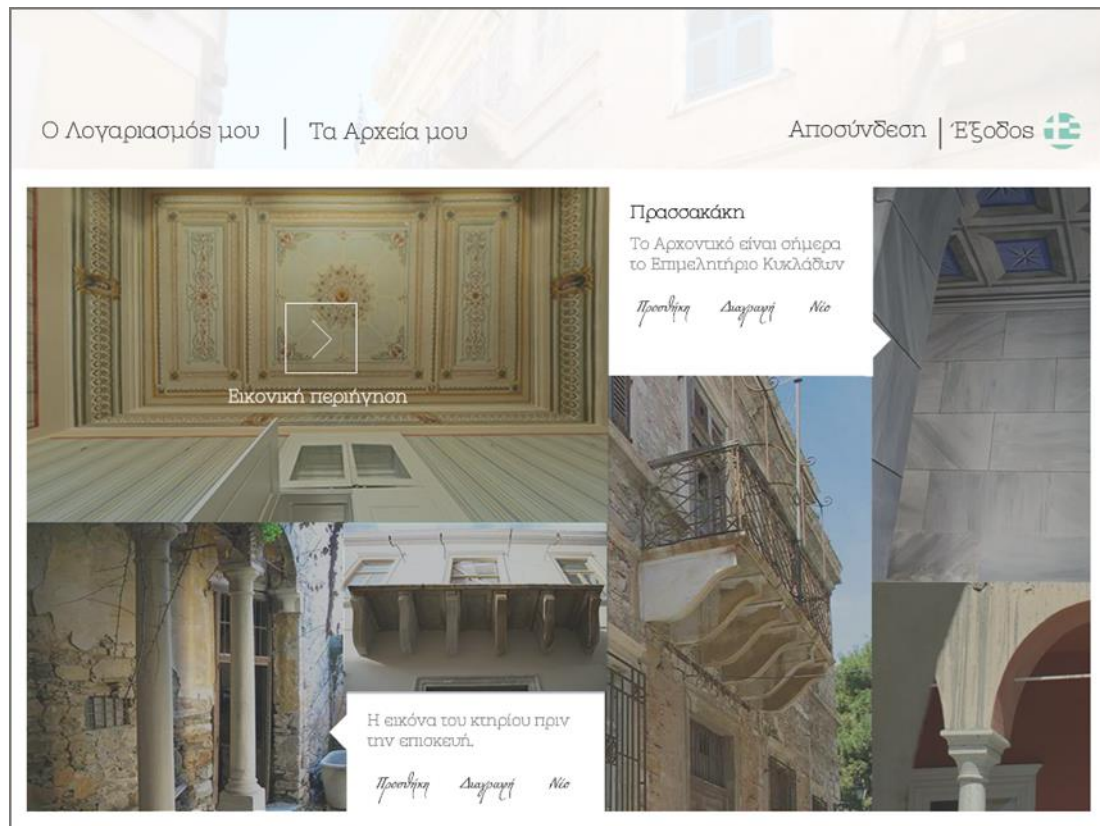 Ο Λογαριασμός μου | Τα Αρχεία μου
Αποσύνδεση | Έξοδος
Πρασσακάκη
Το Αρχοντικό είναι σήμερα
το Επιμελητήριο Κυκλάδων
Προσθήκη Διαγραφή Νέο
Εικονική περιήγηση
Η εικόνα του κτηρίου πριν
την επισκευή.
Προσθήκη Διαγραφή Νέο